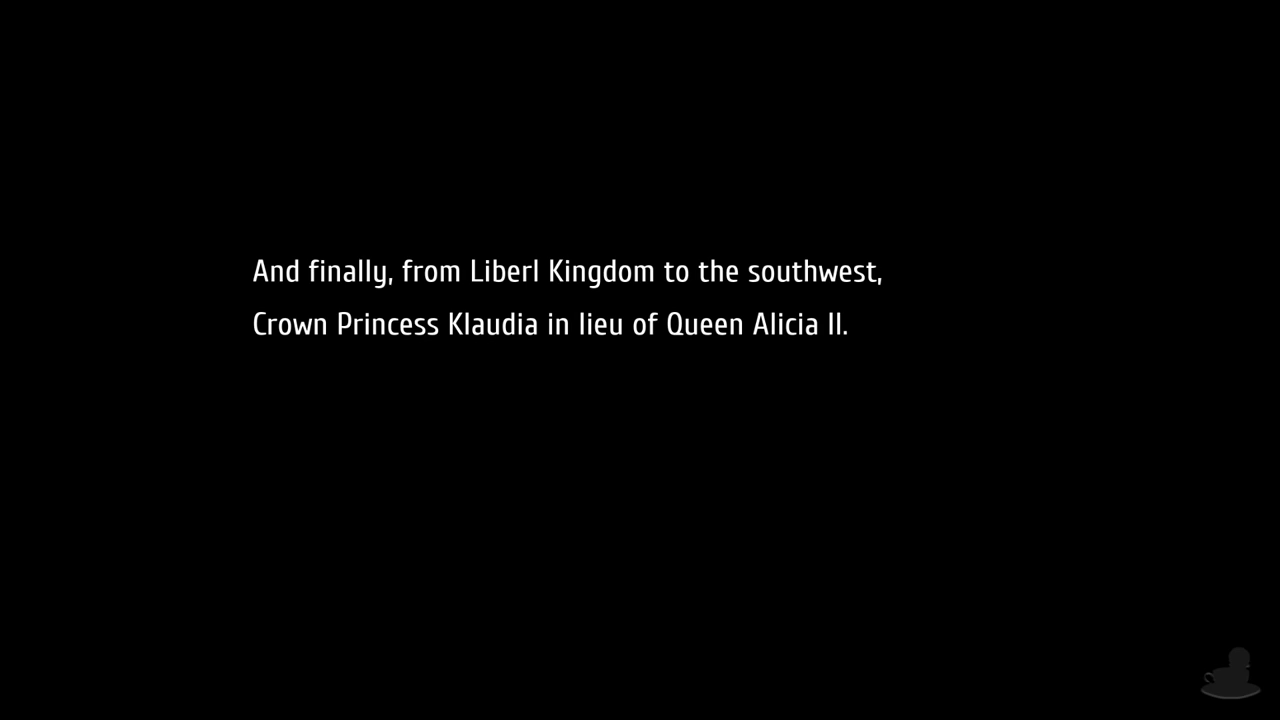 And finally, from Liberl Kingdom to the southwest,
Crown Princess Klaudia in lieu of Queen Alicia II.